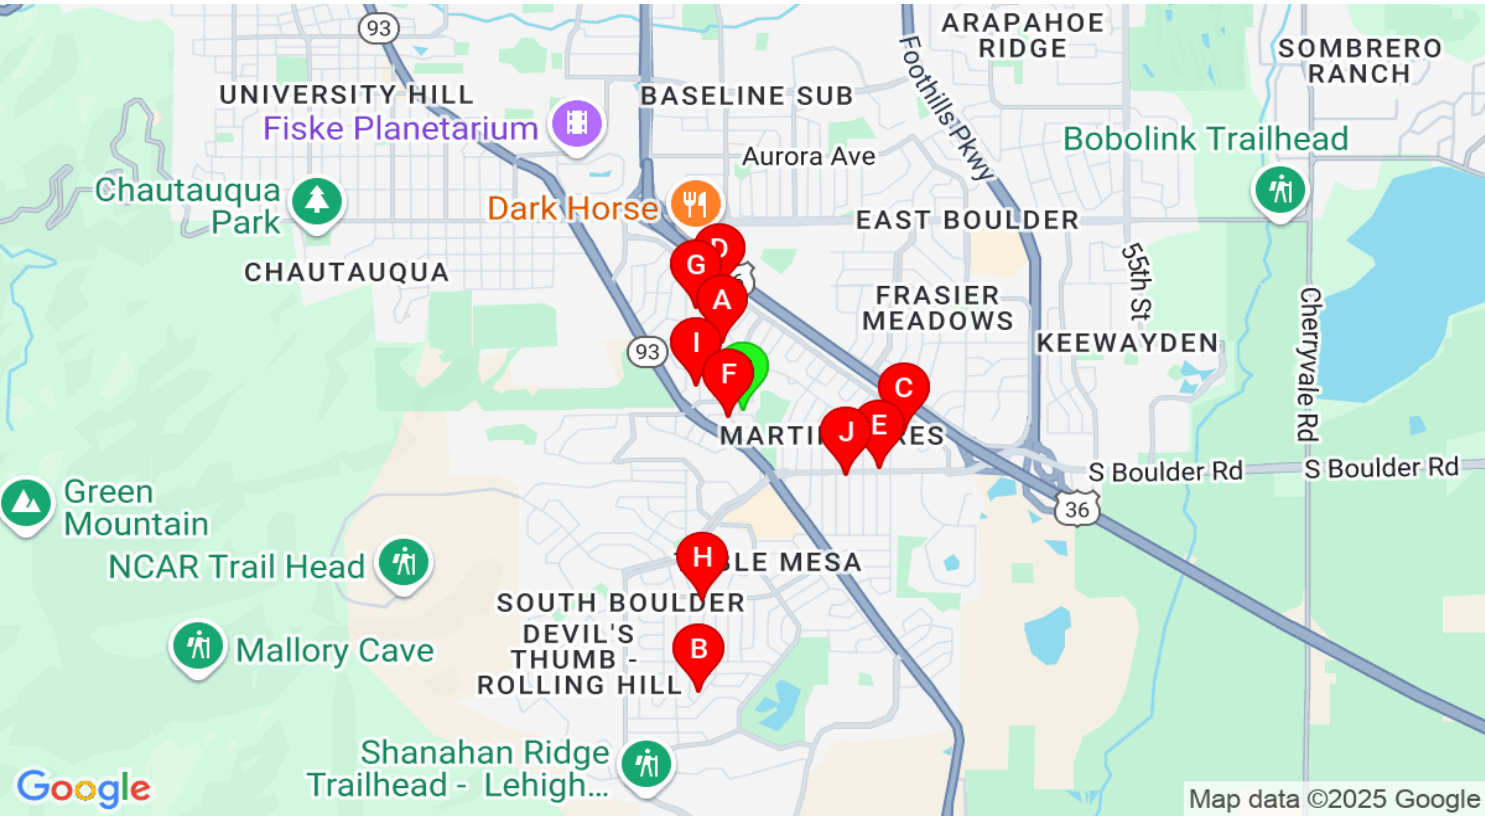 93
ARAPAHOE
RIDGE
SOMBRERO
RANCH
UNIVERSITY HILL
BASELINE SUB
Foothills Pkwy
Fiske Planetarium
Bobolink Trailhead
Aurora Ave
Chautauqua
Park
Dark Horse
EAST BOULDER
CHAUTAUQUA
D
G
A
FRASIER
MEADOWS
55th St
Cherryvale Rd
KEEWAYDEN
93
I
F
C
E
J
S Boulder Rd
S Boulder Rd
Green
Mountain
36
NCAR Trail Head
H
MESA
SOUTH BOULDER
DEVIL'S
THUMB -
ROLLING HILL
B
Mallory Cave
Shanahan Ridge
Trailhead - Lehigh...
Google
Map data ©2025 Google